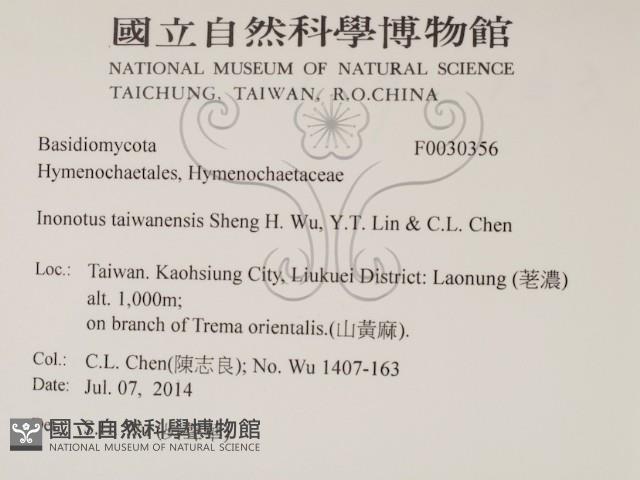 國立自然科學博物館
NATIONAL MUSEUM OF NATURAL SCIENCE
TAICHUNG, TAIWAN, R.O.CHINA
Basidiomycota F0030356
Hymenochaetales, Hymenochaetaceae
Inonotus taiwanensis Sheng H. Wu, Y.T. Lin & C.L. Chen
Loc.: Taiwan. Kaohsiung City, Liukuei District: Laonung (荖濃)
alt. 1,000m;
on branch of Trema orientalis.(山黃麻).
Col.: C.L. Chen(陳志良); No. Wu 1407-163
Date: Jul. 07, 2014
國立自然科學博物館
NATIONAL MUSEUM OF NATURAL SCIENCE